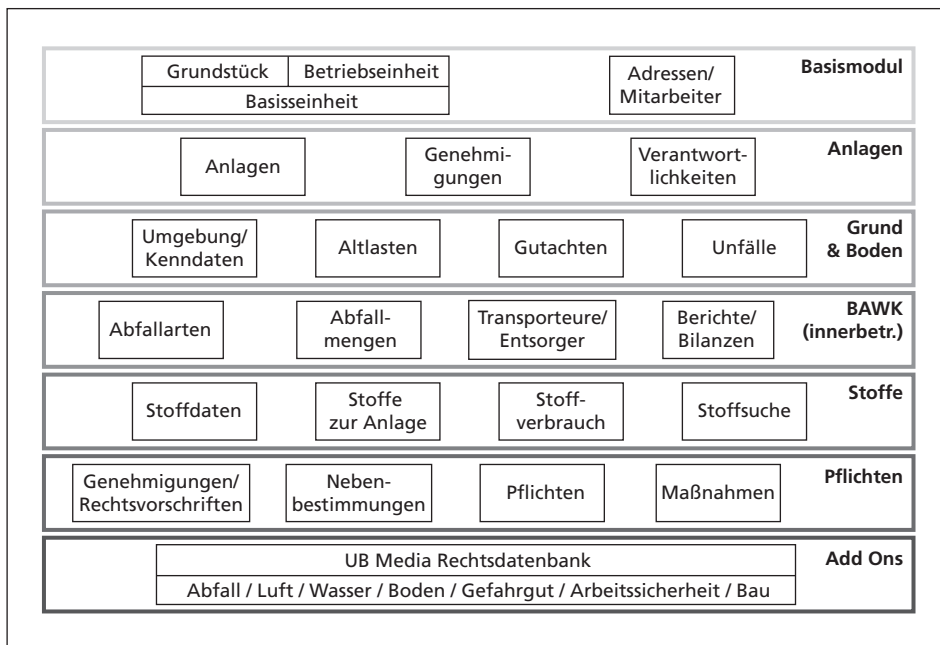 Grundstück
Betriebseinheit
Basisseinheit
Adressen/
Mitarbeiter
Basismodul
Anlagen
Genehmi-
gungen
Verantwort-
lichkeiten
Anlagen
Umgebung/
Kenndaten
Altlasten
Gutachten
Unfälle
Grund
& Boden
Abfallarten
Abfall-
mengen
Transporteure/
Entsorger
Berichte/
Bilanzen
BAWK
(innerbetr.)
Stoffdaten
Stoffe
zur Anlage
Stoff-
verbrauch
Stoffsuche
Stoffe
Genehmigungen/
Rechtsvorschriften
Neben-
bestimmungen
Pflichten
Maßnahmen
Pflichten
UB Media Rechtsdatenbank
Abfall / Luft / Wasser / Boden / Gefahrgut / Arbeitssicherheit / Bau
Add Ons